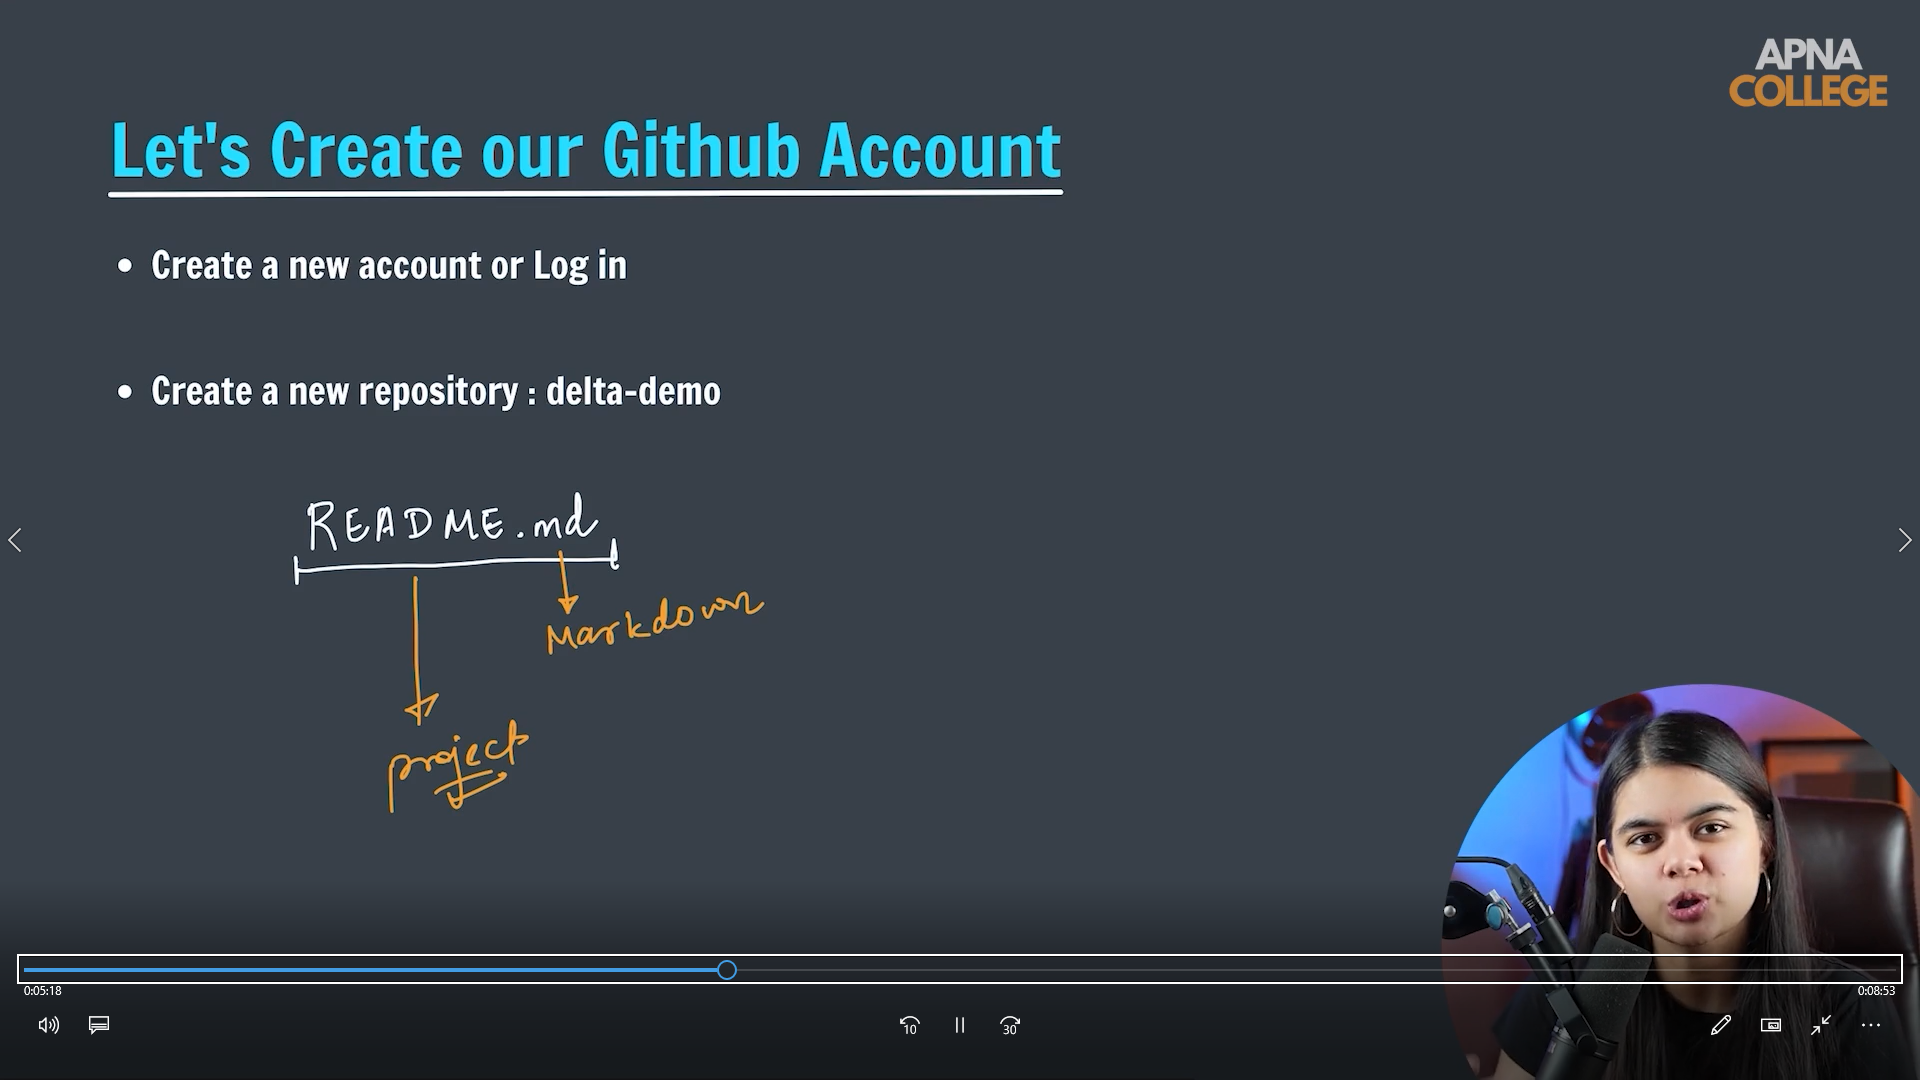 APNA
COLLEGE
Let's Create our Github Account
• Create a new account or Log in
• Create a new repository : delta-demo
README.md
Markdown
project
0:05:18
0:08:53
10
30